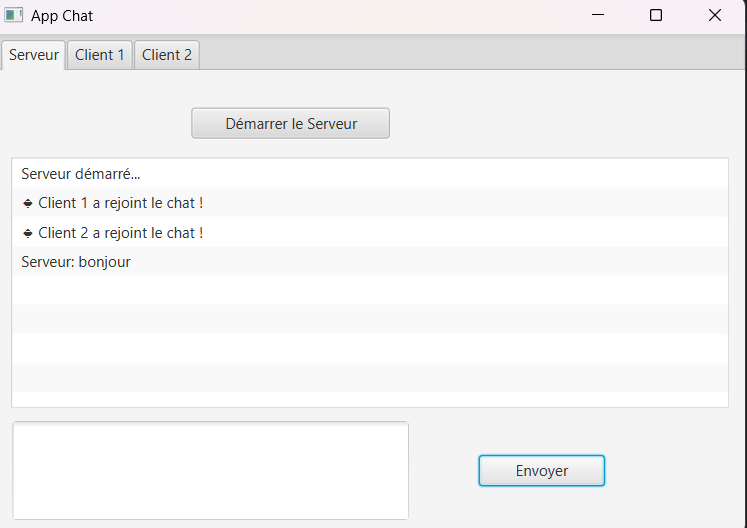 App Chat
Serveur Client 1 Client 2
Démarrer le Serveur
Serveur démarré...
Client 1 a rejoint le chat !
Client 2 a rejoint le chat !
Serveur: bonjour
Envoyer